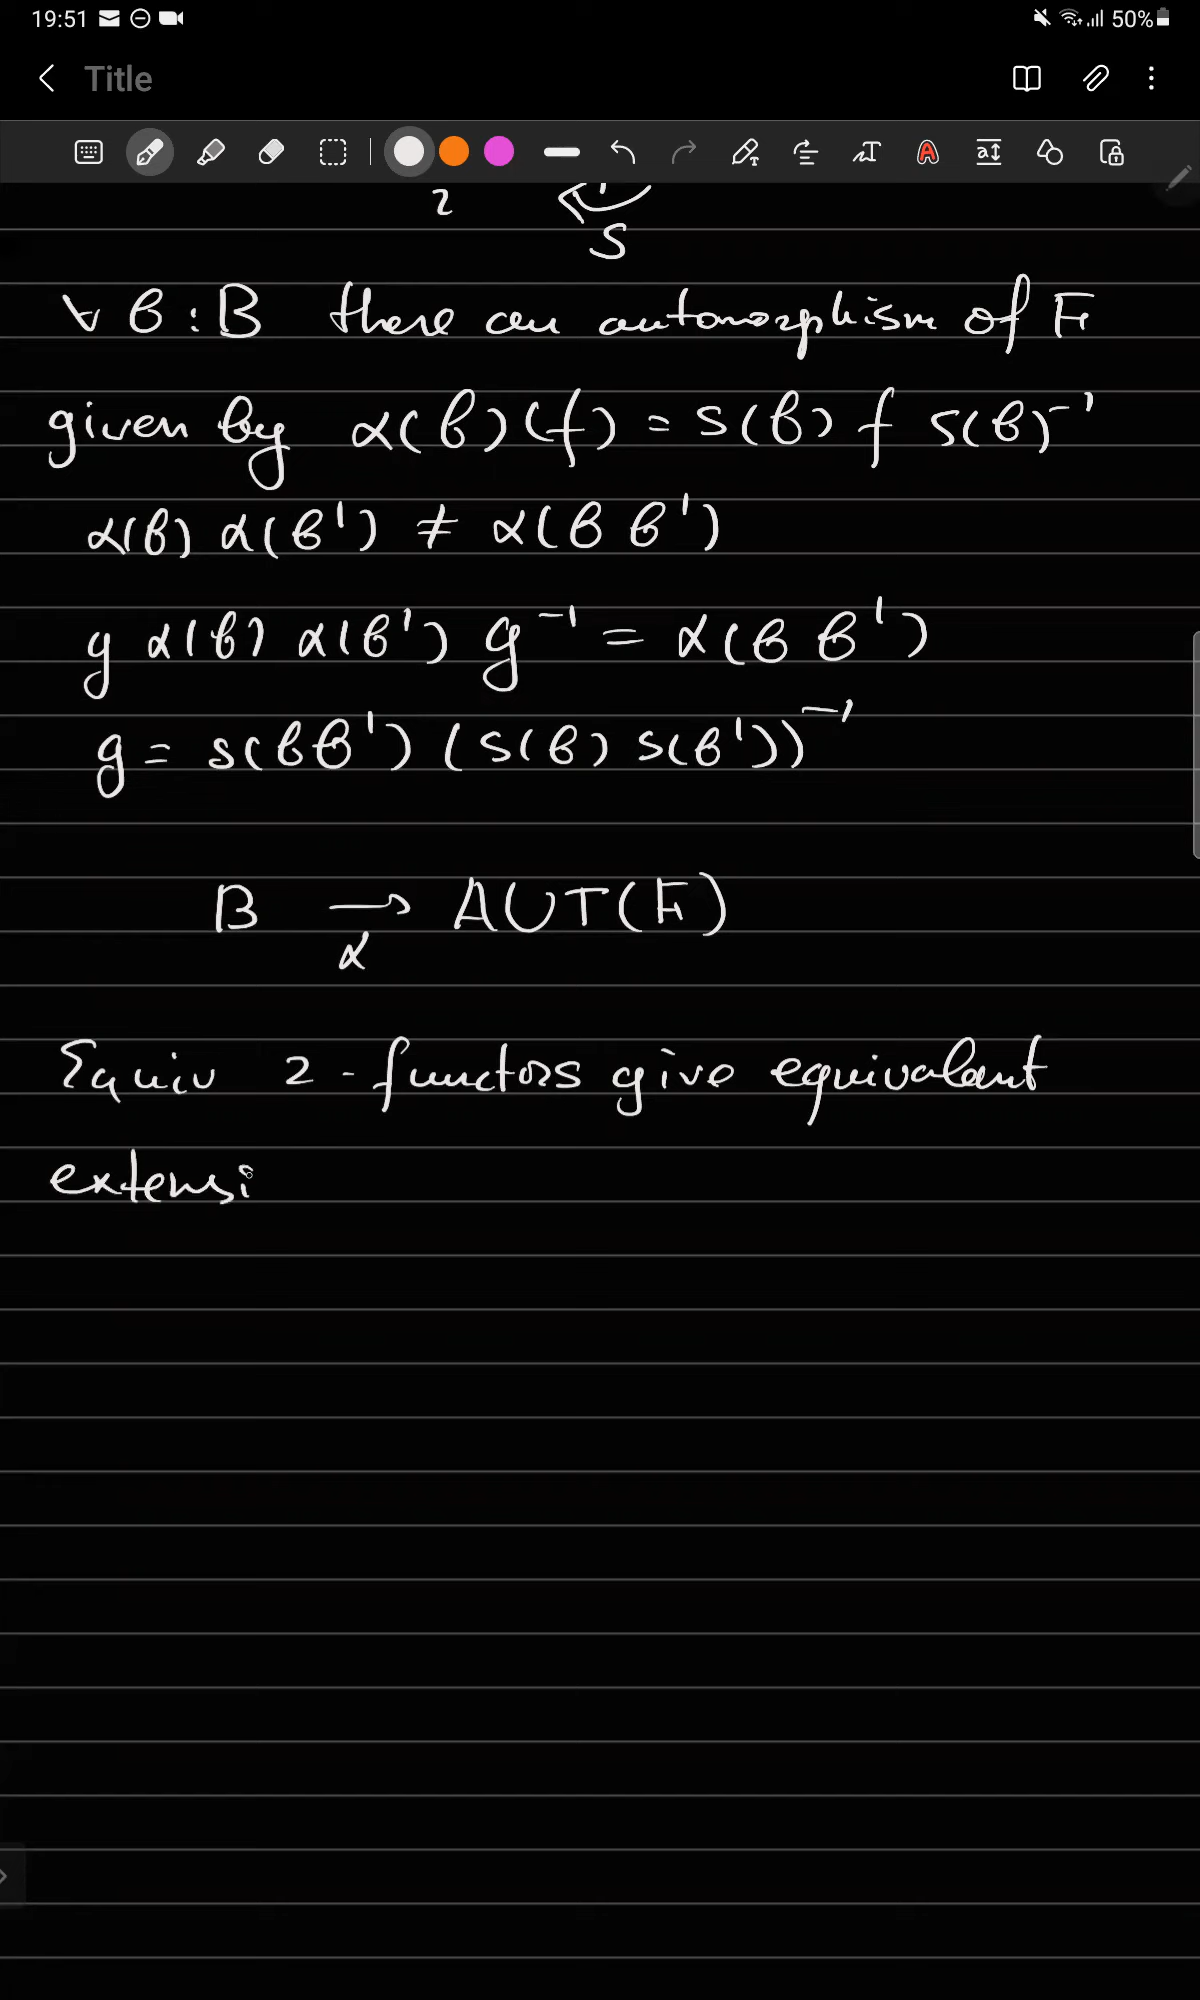 19:51 50%
Title
2
S
∀ b : B there an automorphism of F
given by α(b)(f) = s(b) f s(b)⁻¹
α(b) α(b') ≠ α(b b')
g α(b) α(b') g⁻¹ = α(b b')
g = s(bb') (s(b) s(b'))⁻¹
B → AUT(F)
α
Equiv 2-functors give equivalent
extensi